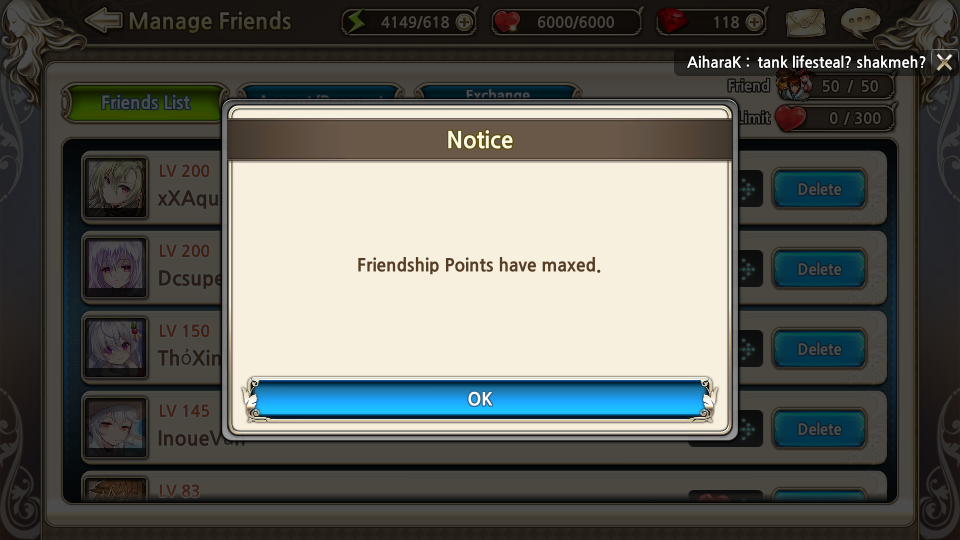 Manage Friends
4149/618
6000/6000
118
AiharaK : tank lifesteal? shakmeh?
Friends List
Exchange
Friend
50 / 50
Limit
0 / 300
Notice
LV 200
xXAqu
Delete
Friendship Points have maxed.
LV 200
Dcsupe
Delete
LV 150
ThỏXin
Delete
OK
LV 145
InoueVan
Delete
LV 83